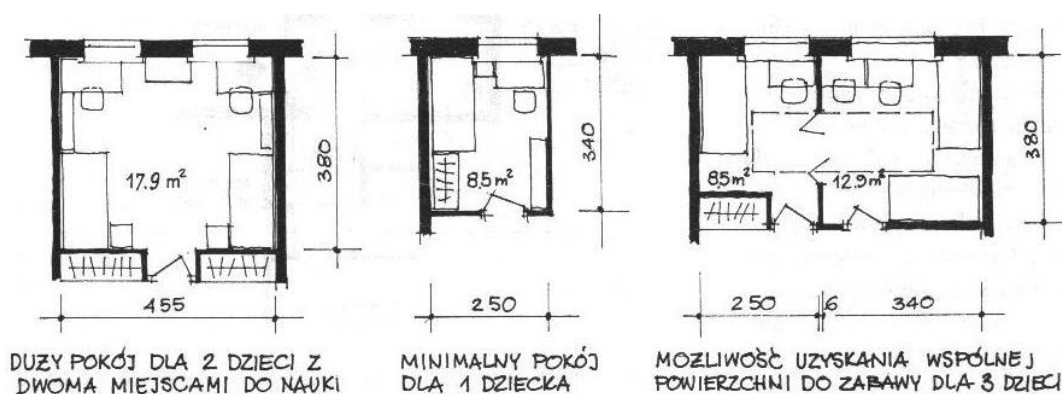 17.9 m²
380
455
DUŻY POKÓJ DLA 2 DZIECI Z
DWOMA MIEJSCAMI DO NAUKI
8,5 m²
340
250
MINIMALNY POKÓJ
DLA 1 DZIECKA
8,5 m²
12.9 m²
380
250
6
340
MOŻLIWOŚĆ UZYSKANIA WSPÓLNEJ
POWIERZCHNI DO ZABAWY DLA 3 DZIECI